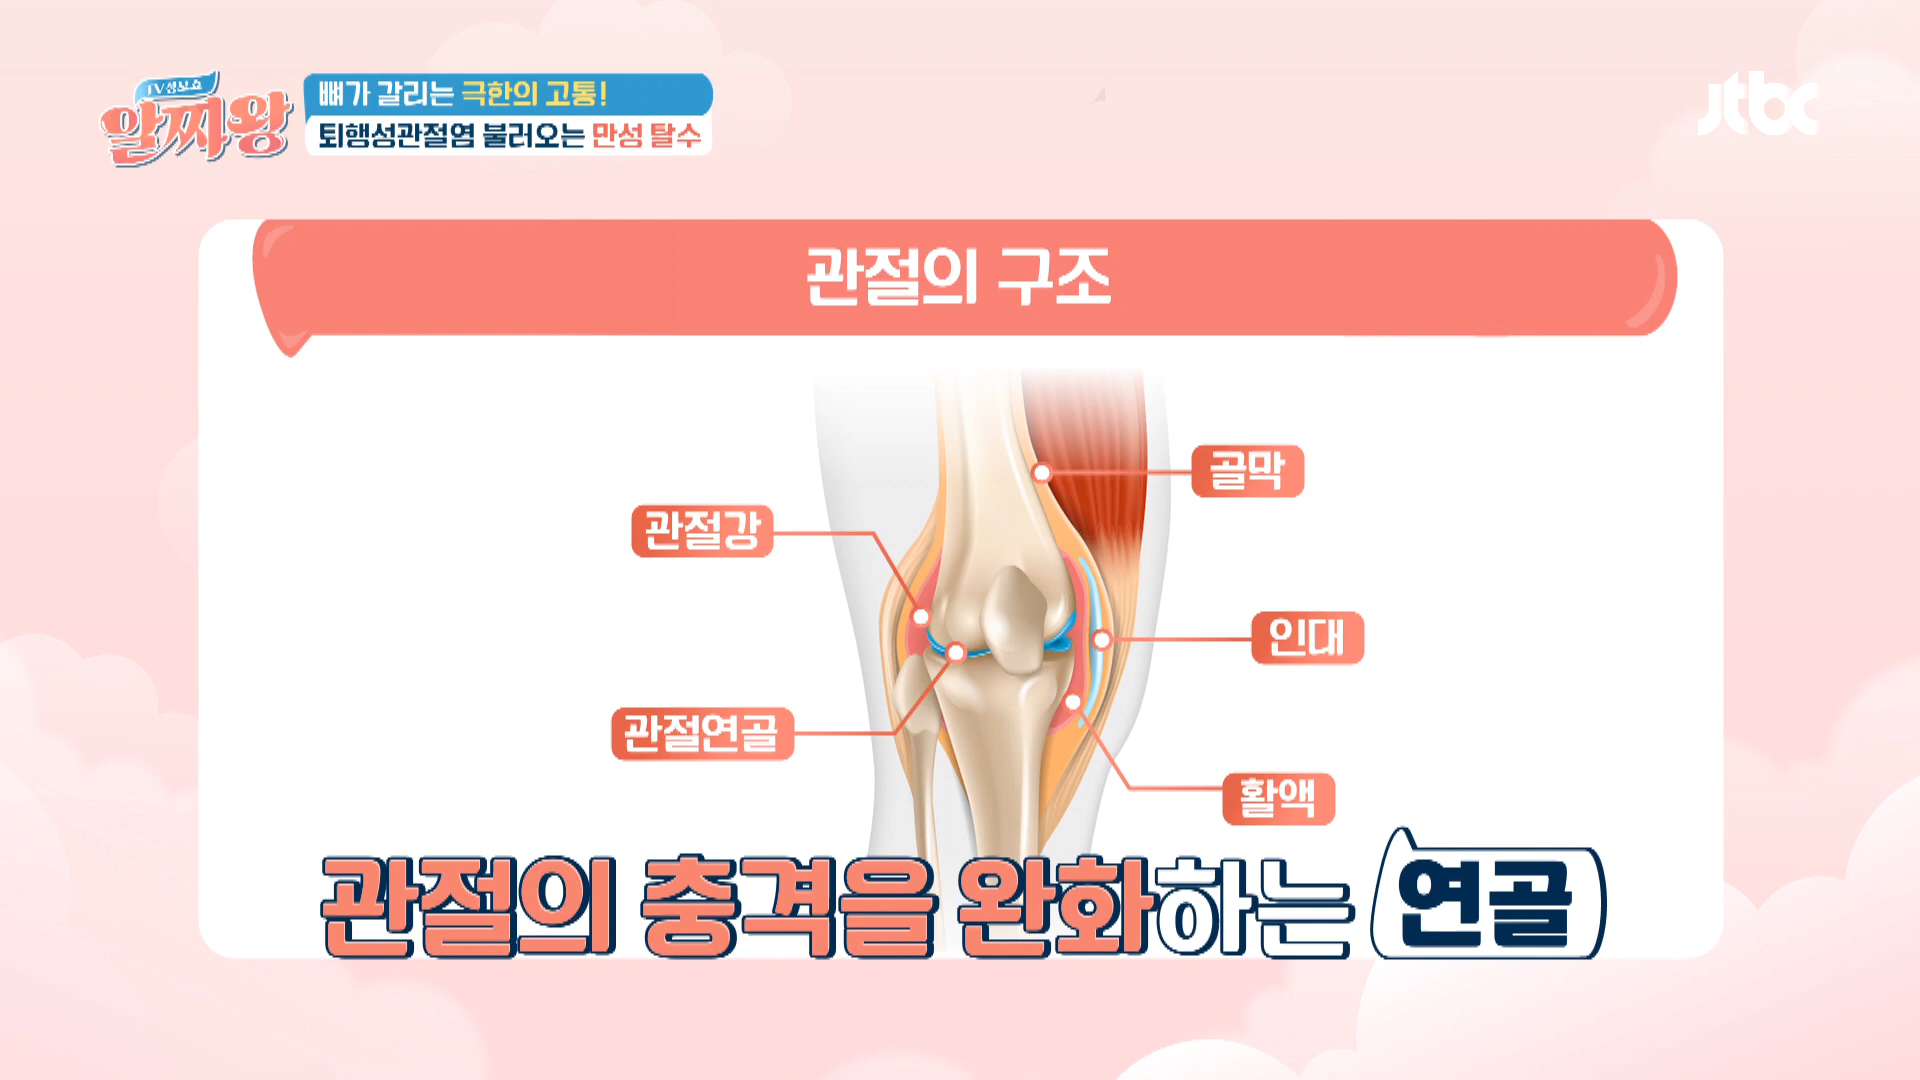 TV정보쇼
알짜왕
뼈가 갈리는 극한의 고통!
퇴행성관절염 불러오는 만성 탈수
jtbc
관절의 구조
골막
관절강
인대
관절연골
활액
관절의 충격을 완화하는 연골